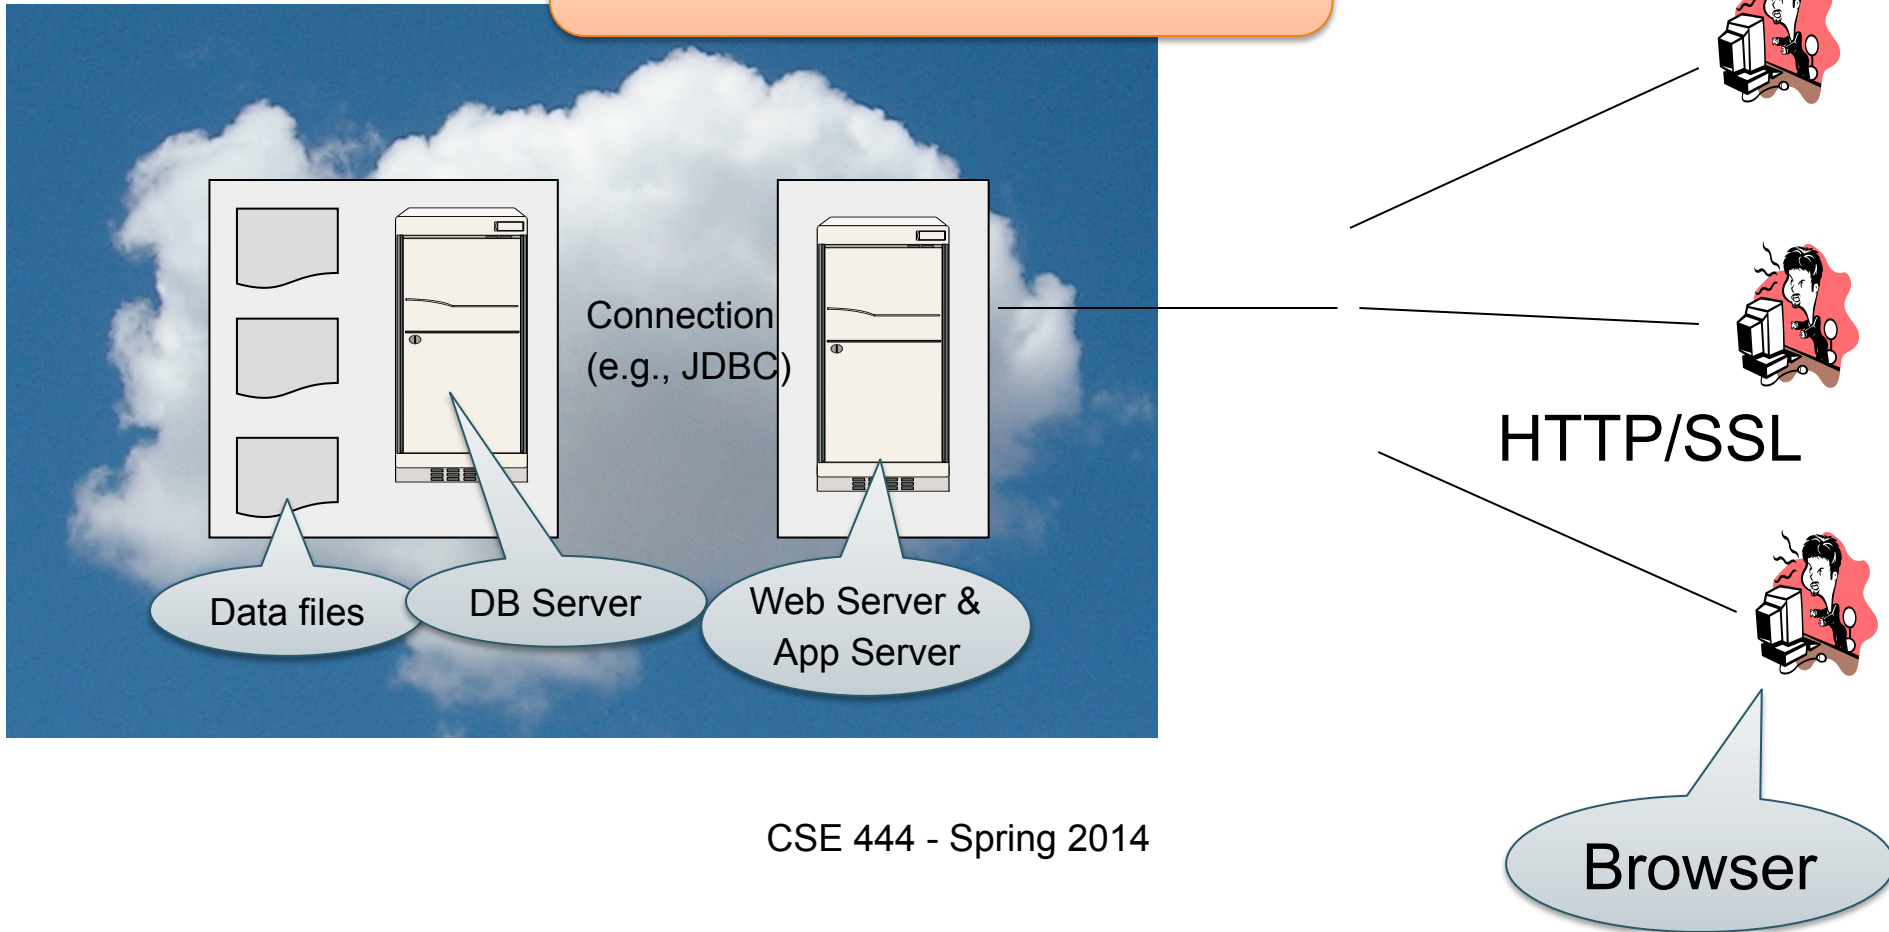 Connection
(e.g., JDBC)
HTTP/SSL
Data files
DB Server
Web Server &
App Server
CSE 444 - Spring 2014
Browser